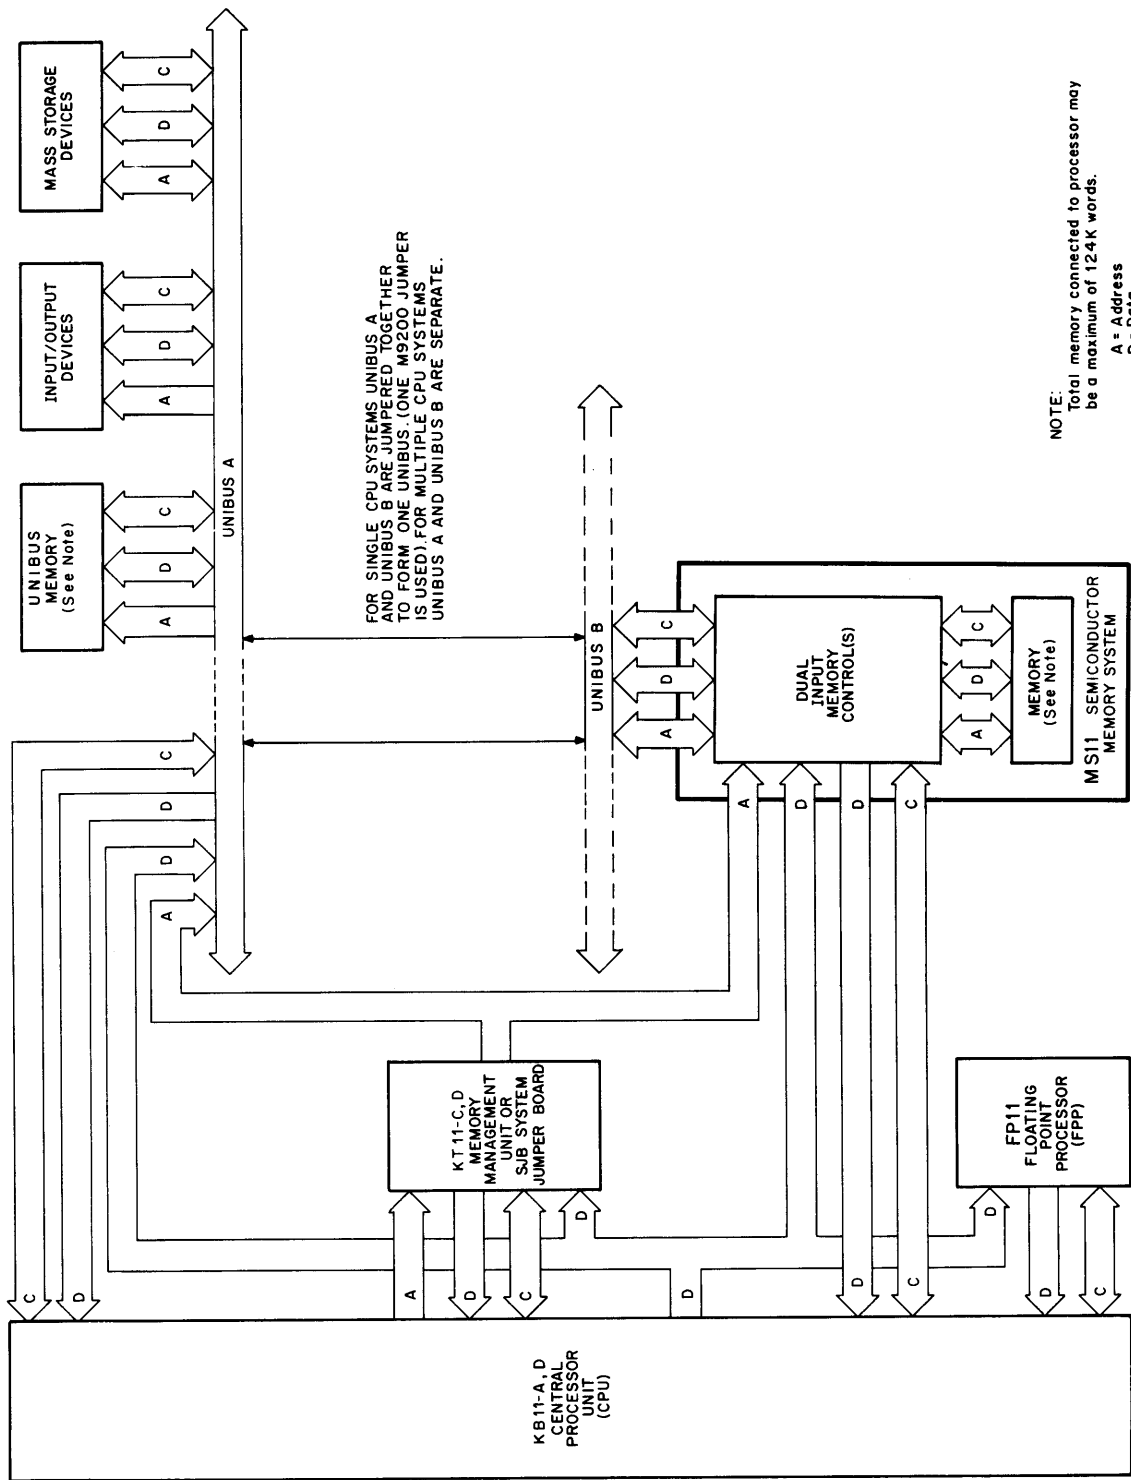 MASS STORAGE
DEVICES
A
D
C
INPUT/OUTPUT
DEVICES
A
D
C
UNIBUS
MEMORY
(See Note)
A
D
C
UNIBUS A
C
D
D
A
FOR SINGLE CPU SYSTEMS UNIBUS A
AND UNIBUS B ARE JUMPERED TOGETHER
TO FORM ONE UNIBUS.(ONE M9200 JUMPER
IS USED).FOR MULTIPLE CPU SYSTEMS
UNIBUS A AND UNIBUS B ARE SEPARATE.
UNIBUS B
A
D
C
DUAL
INPUT
MEMORY
CONTROL(S)
A
D
C
MEMORY
(See Note)
MS11 SEMICONDUCTOR
MEMORY SYSTEM
A
D
D
C
KT11-C,D
MEMORY
MANAGEMENT
UNIT OR
SJB SYSTEM
JUMPER BOARD
A
D
C
D
FP11
FLOATING
POINT
PROCESSOR
(FPP)
D
D
C
C
D
D
D
C
KB11-A,D
CENTRAL
PROCESSOR
UNIT
(CPU)
NOTE:
Total memory connected to processor may
be a maximum of 124K words.
A = Address